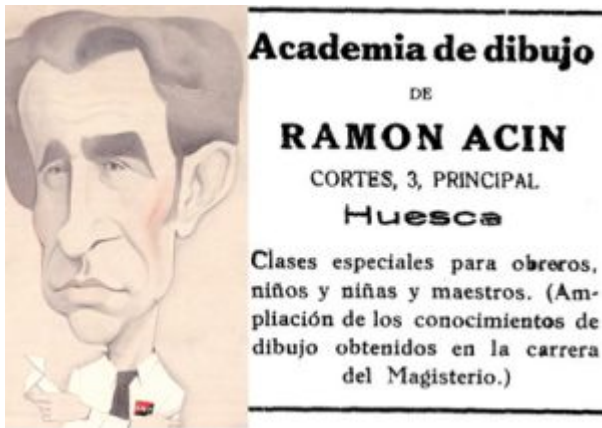 Academia de dibujo
DE
RAMON ACIN
CORTES, 3, PRINCIPAL
Huesca
Clases especiales para obreros,
niños y niñas y maestros. (Am-
pliación de los conocimientos de
dibujo obtenidos en la carrera
del Magisterio.)